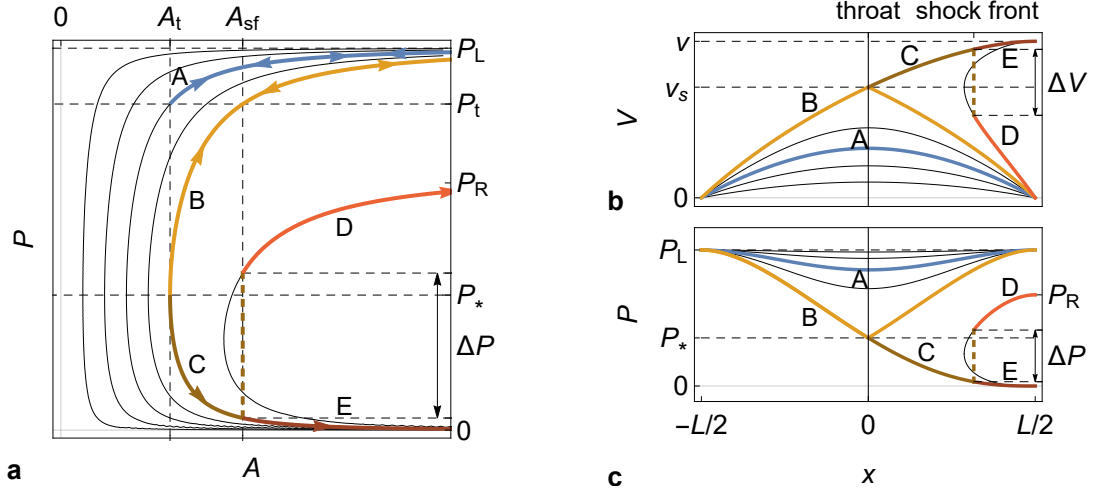 0 A_t A_sf
P_L
A
P_t
B
P_R
D
P
P_*
ΔP
C
E
0
A
a
throat shock front
v
C
E
v_s
B
ΔV
V
A
D
0
b
P_L
A
D
P_R
B
P
P_*
C
E
ΔP
0
−L/2 0 L/2
c
x